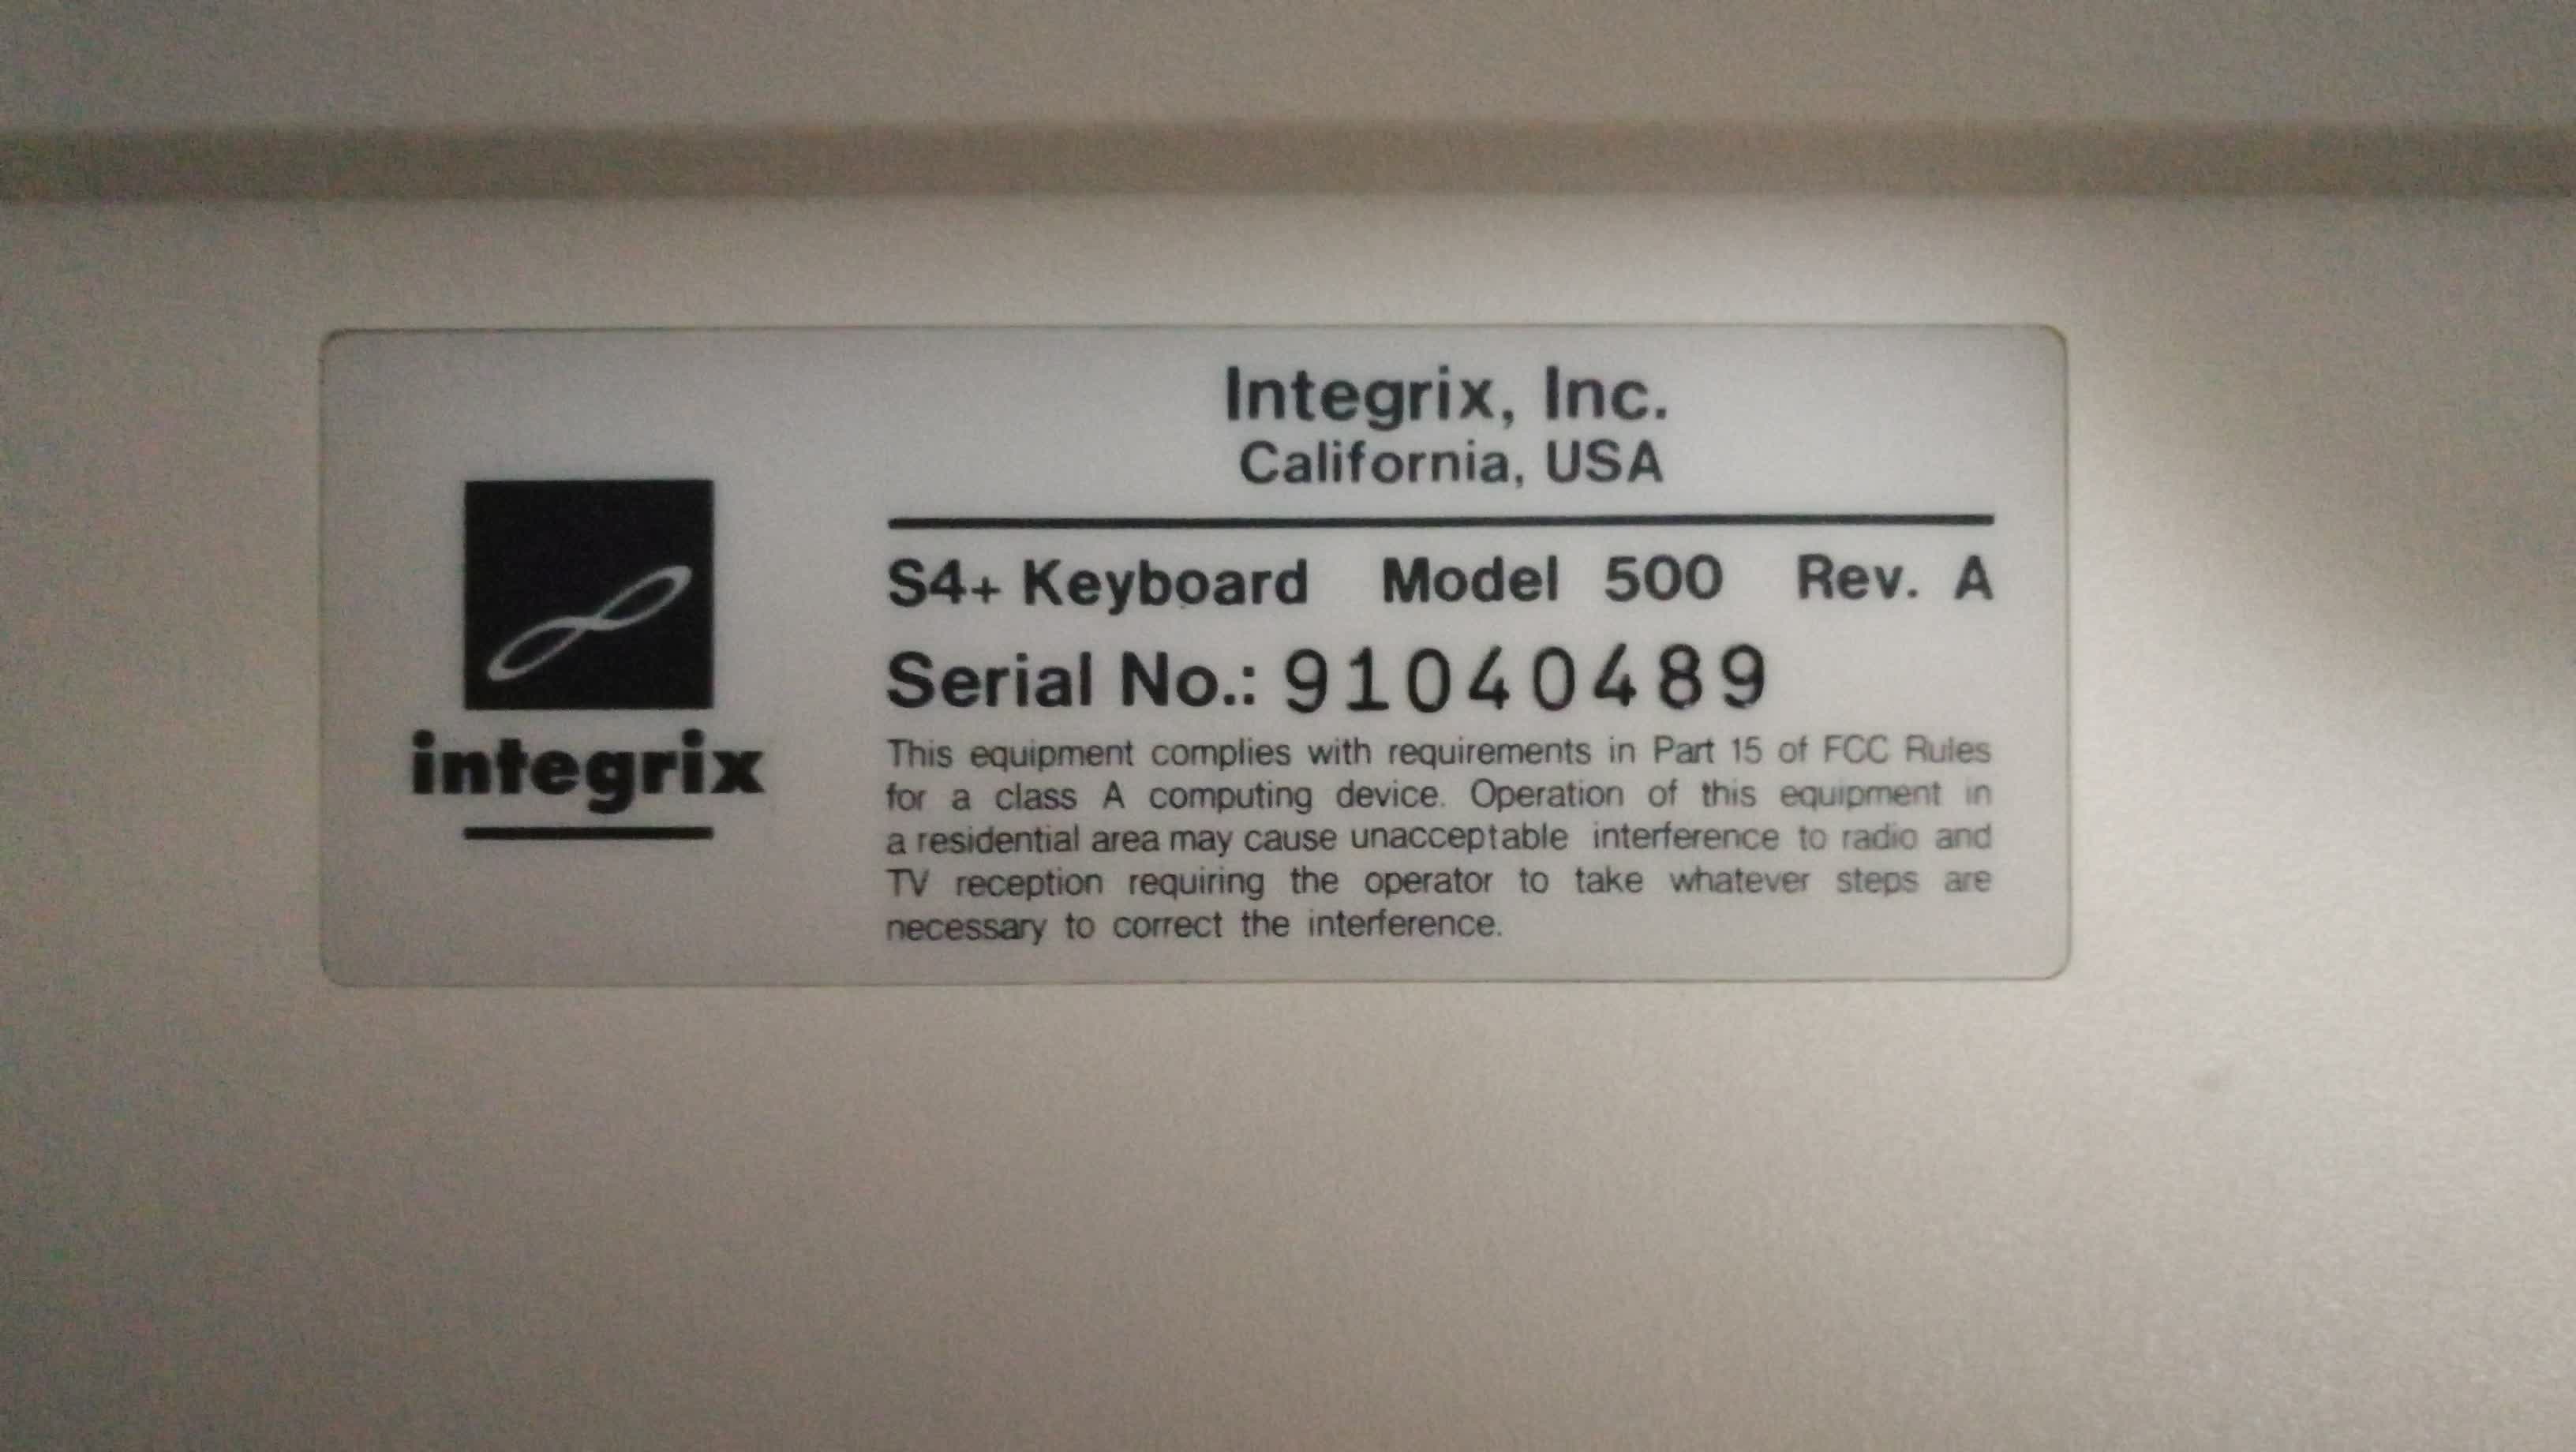 Integrix, Inc.
California, USA
S4+ Keyboard Model 500 Rev. A
Serial No.: 91040489
This equipment complies with requirements in Part 15 of FCC Rules
for a class A computing device. Operation of this equipment in
a residential area may cause unacceptable interference to radio and
TV reception requiring the operator to take whatever steps are
necessary to correct the interference.
integrix